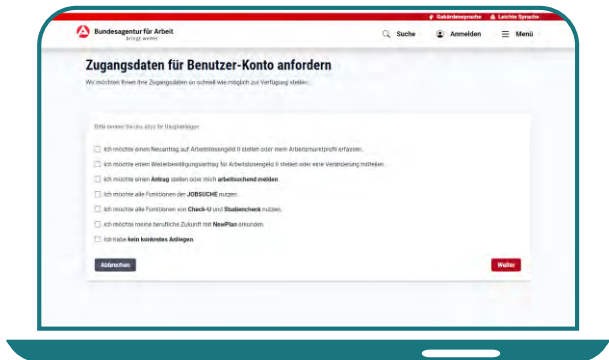 Gebärdensprache Leichte Sprache
Bundesagentur für Arbeit
bringt weiter.
Suche Anmelden Menü
Zugangsdaten für Benutzer-Konto anfordern
Wir möchten Ihnen Ihre Zugangsdaten so schnell wie möglich zur Verfügung stellen.
Bitte nennen Sie uns dazu Ihr Hauptanliegen.
Ich möchte einen Neuantrag auf Arbeitslosengeld II stellen oder mein Arbeitsmarktprofil erfassen.
Ich möchte einen Weiterbewilligungsantrag für Arbeitslosengeld II stellen oder eine Veränderung mitteilen.
Ich möchte einen Antrag stellen oder mich arbeitsuchend melden.
Ich möchte alle Funktionen der JOBSUCHE nutzen.
Ich möchte alle Funktionen von Check-U und Studiencheck nutzen.
Ich möchte meine berufliche Zukunft mit NewPlan erkunden.
Ich habe kein konkretes Anliegen.
Abbrechen Weiter